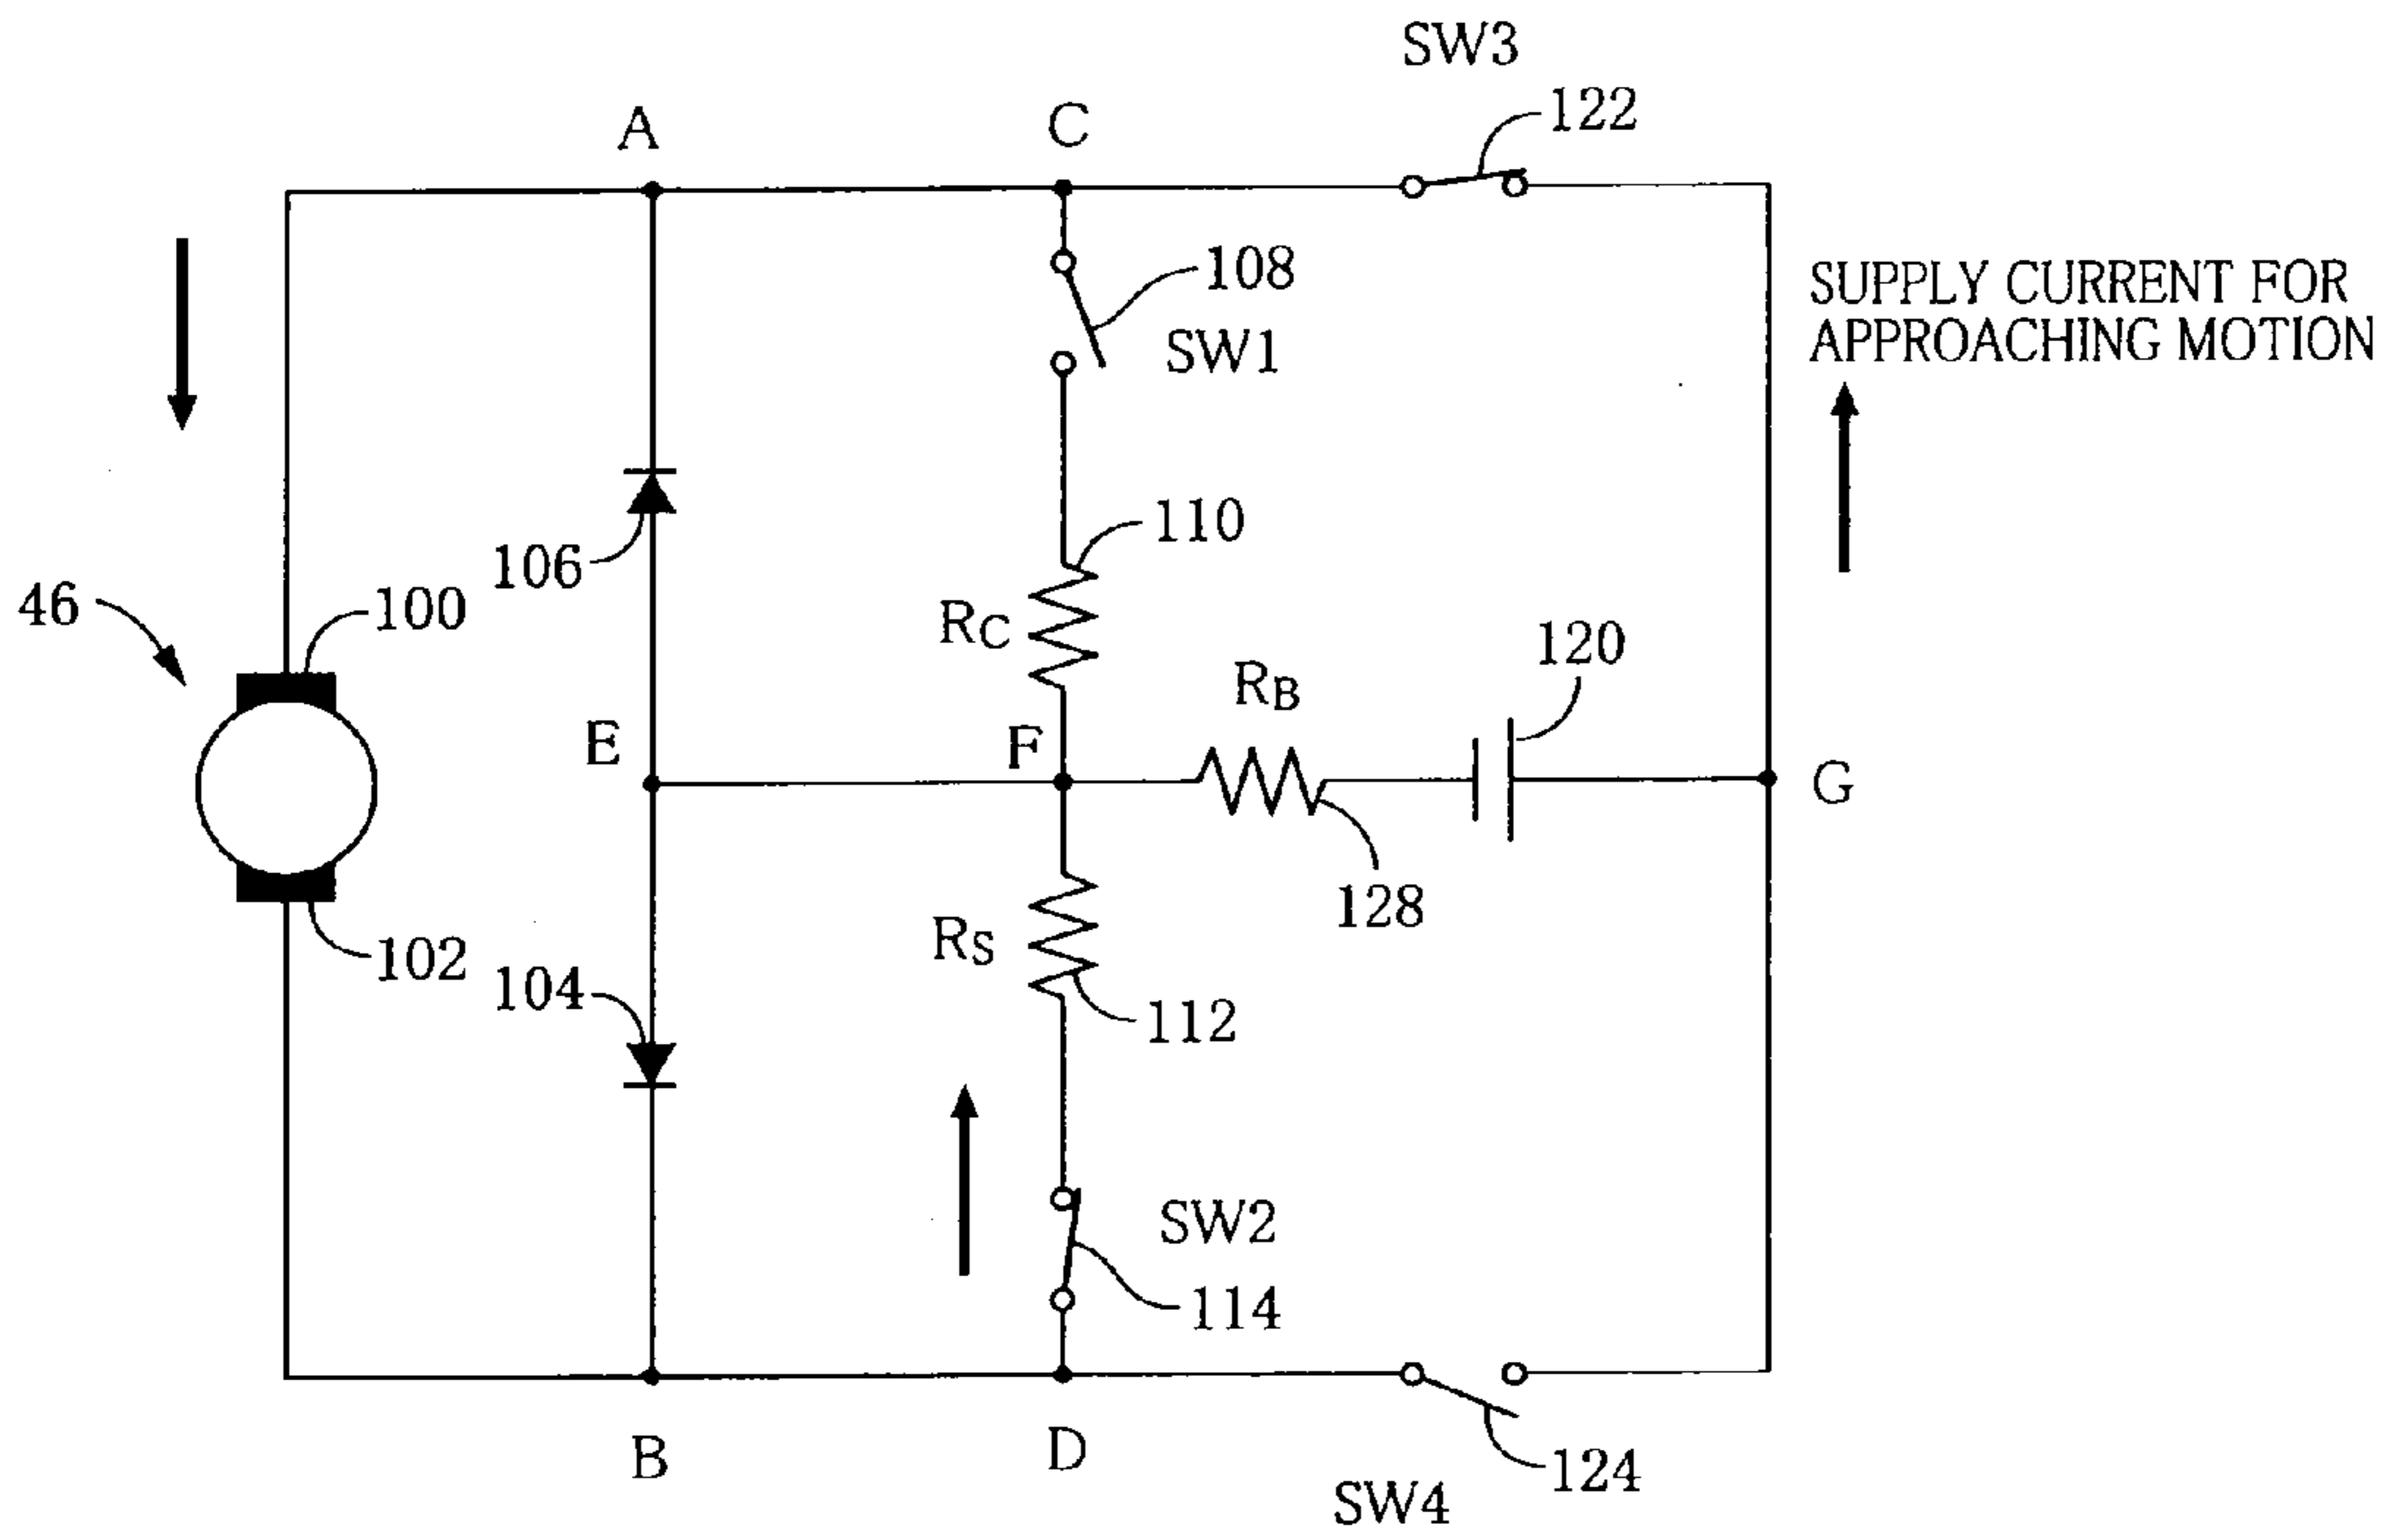 SW3
122
A
C
108
SW1
SUPPLY CURRENT FOR
APPROACHING MOTION
106
110
46
100
RC
120
RB
E
F
G
128
102
104
RS
112
SW2
114
B
D
124
SW4